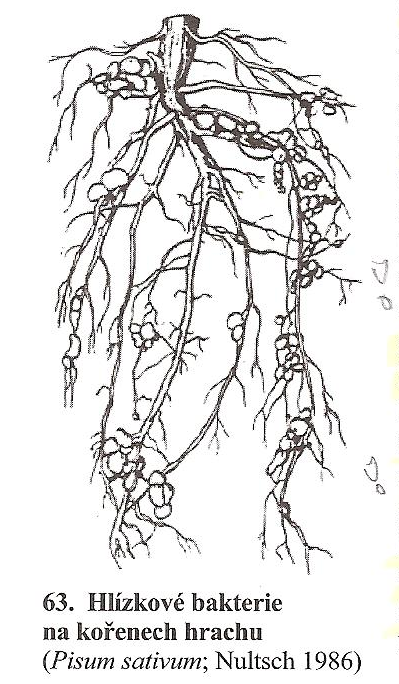 63. Hlízkové bakterie
na kořenech hrachu
(Pisum sativum; Nultsch 1986)